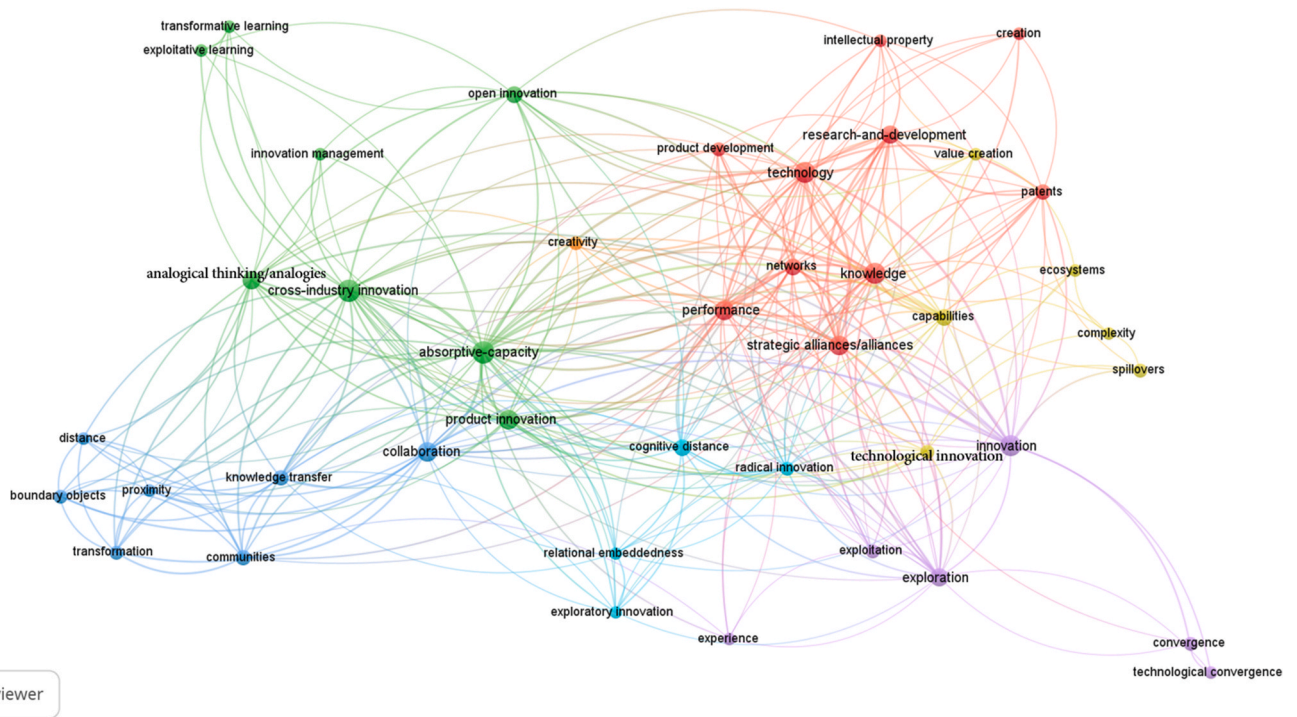 transformative learning
exploitative learning
intellectual property
creation
open innovation
research-and-development
product development
innovation management
value creation
technology
patents
creativity
networks
ecosystems
analogical thinking/analogies
knowledge
cross-industry innovation
performance
capabilities
complexity
strategic alliances/alliances
absorptive-capacity
spillovers
product innovation
distance
collaboration
cognitive distance
innovation
technological innovation
radical innovation
knowledge transfer
proximity
boundary objects
transformation
communities
relational embeddedness
exploitation
exploration
exploratory innovation
experience
convergence
technological convergence
iewer